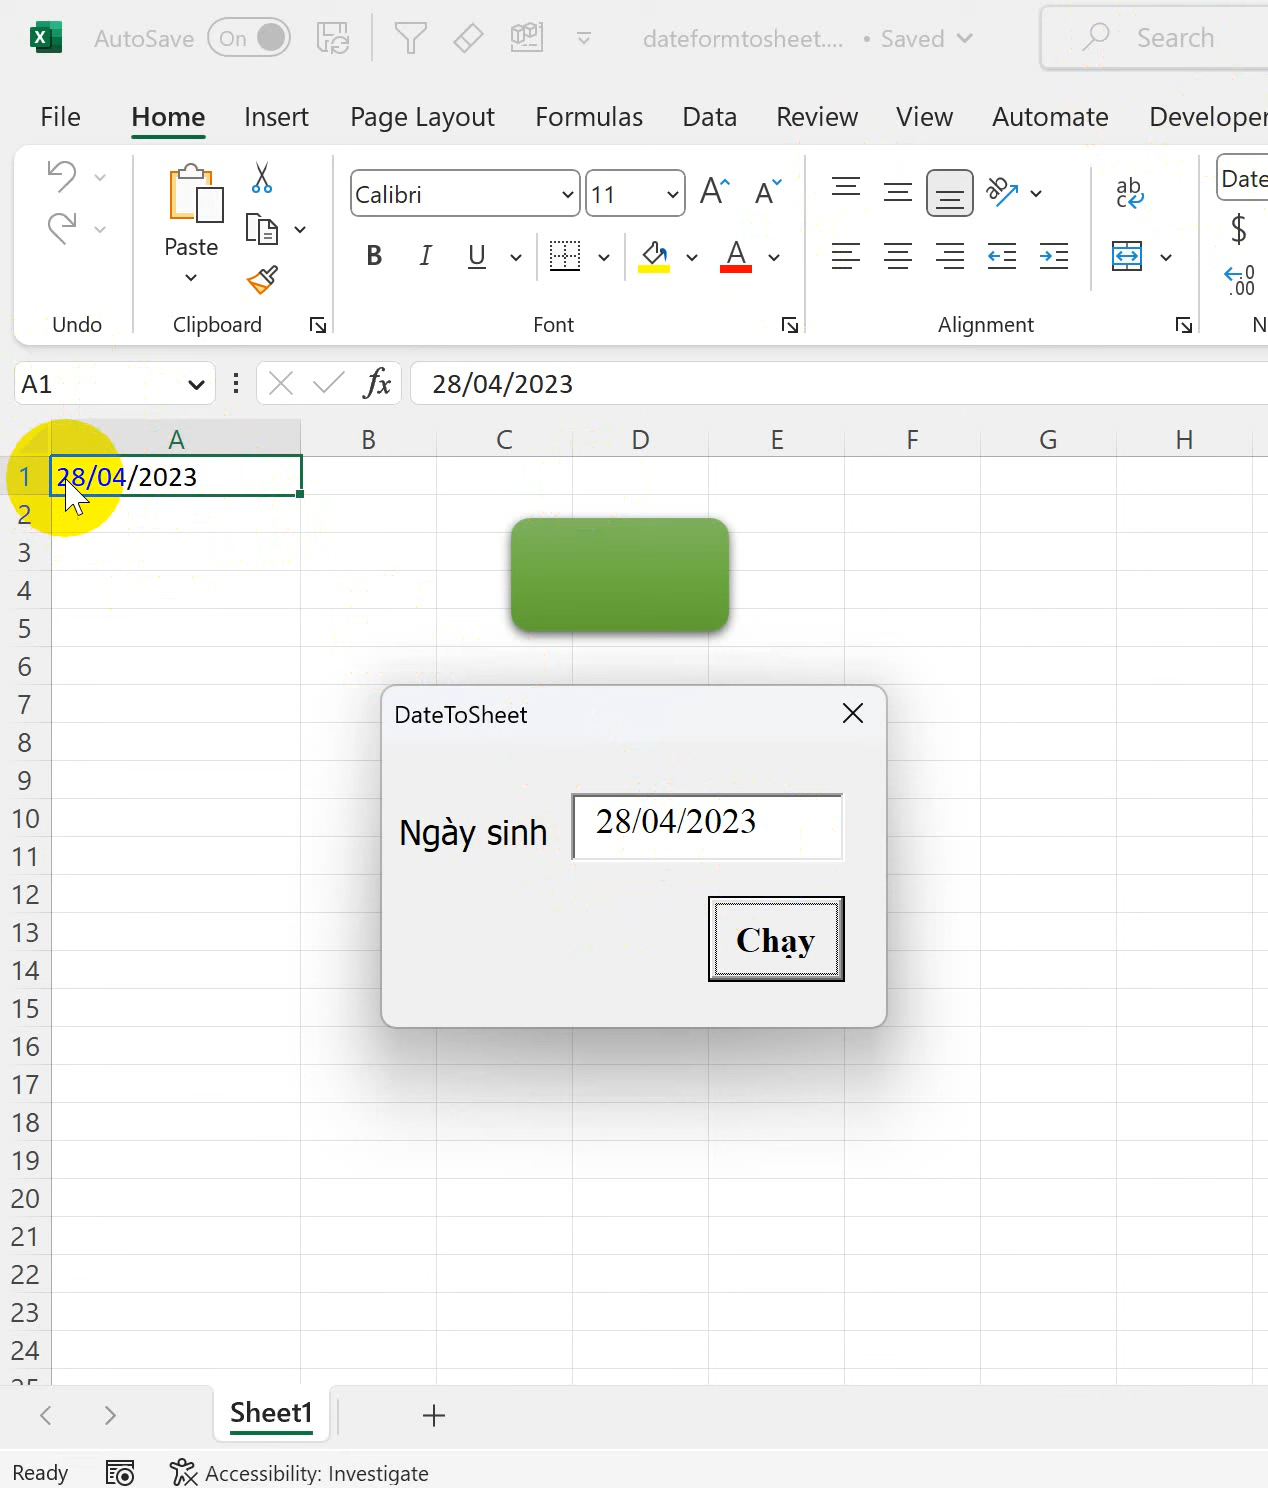 AutoSave On dateformtosheet.... • Saved Search
File Home Insert Page Layout Formulas Data Review View Automate Developer
Calibri 11 Date
Paste B I U A $
Undo Clipboard Font Alignment N
A1 fx 28/04/2023
A B C D E F G H
1 28/04/2023
2
3
4
5
6
7
DateToSheet
8
9
10
Ngày sinh 28/04/2023
11
12
13
Chạy
14
15
16
17
18
19
20
21
22
23
24
25
Sheet1
Ready Accessibility: Investigate